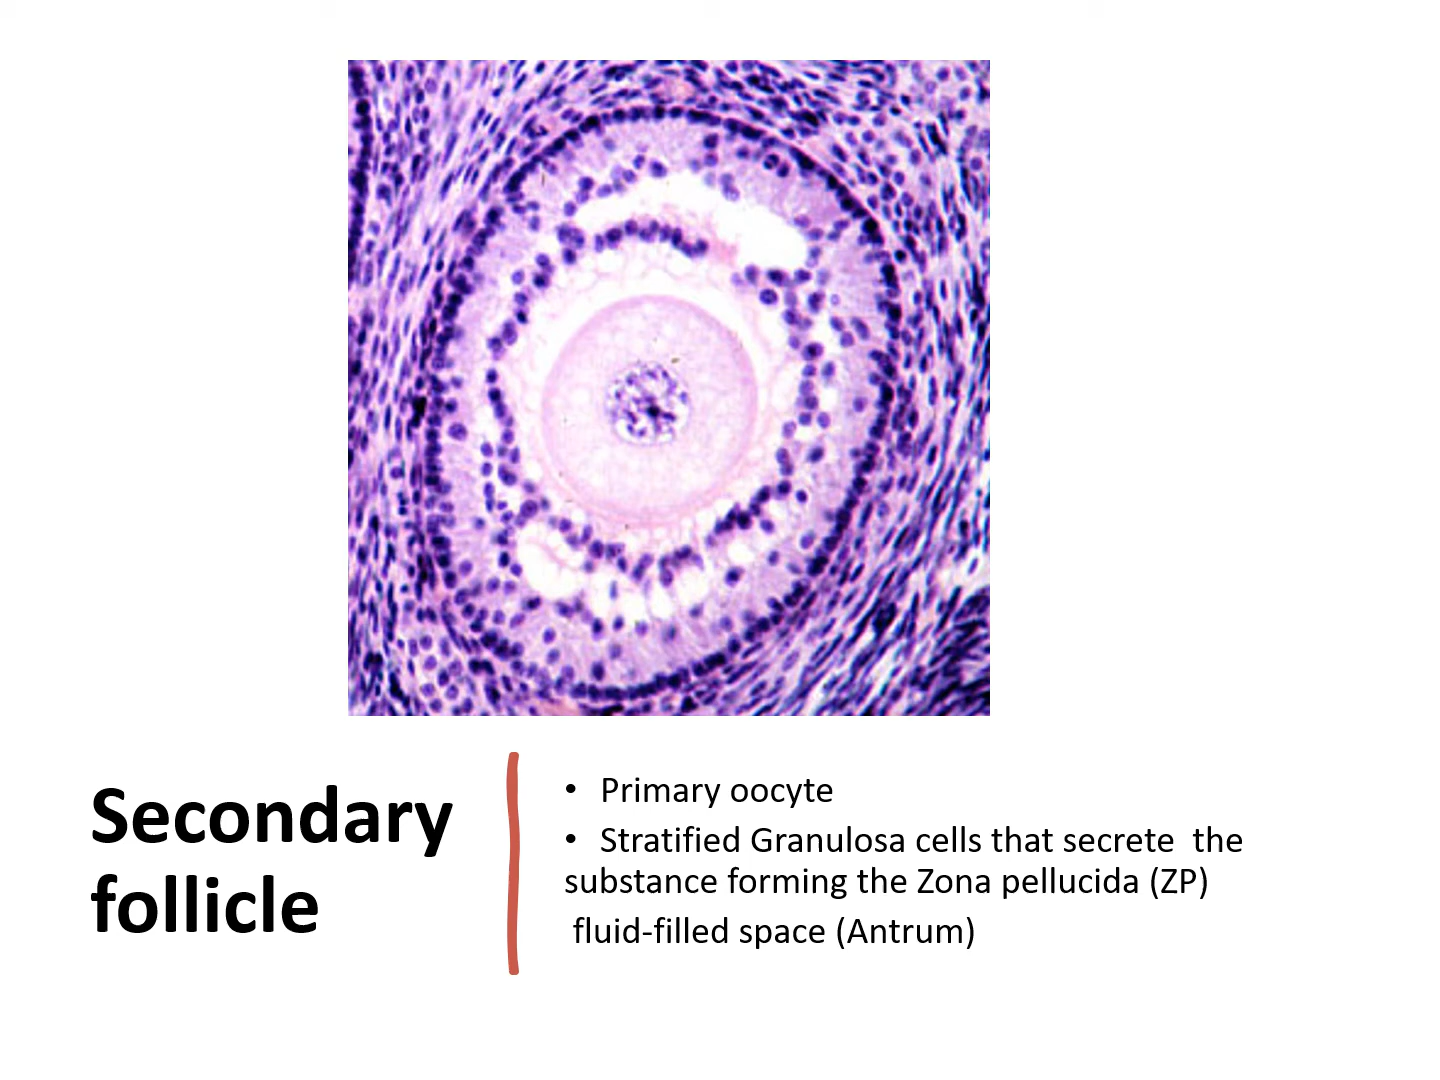 Secondary
follicle
• Primary oocyte
• Stratified Granulosa cells that secrete  the
substance forming the Zona pellucida (ZP)
fluid-filled space (Antrum)